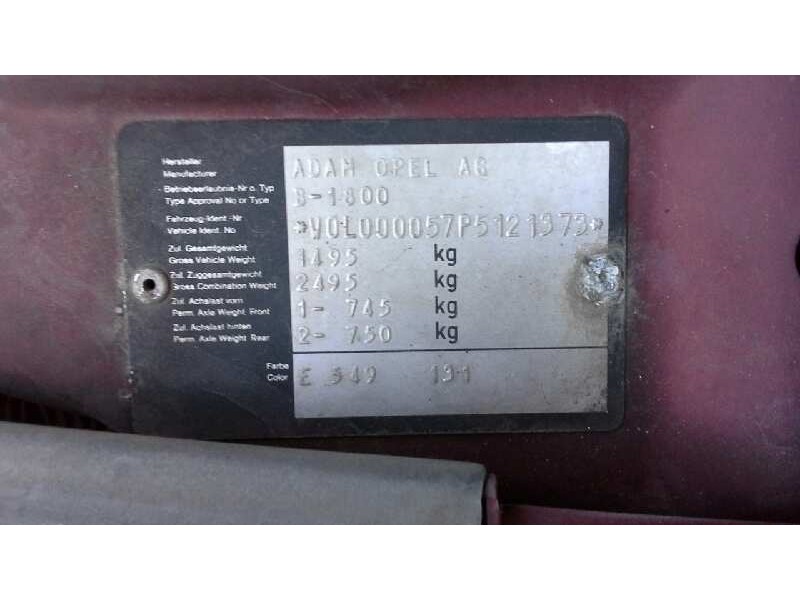 Hersteller
Manufacturer
ADAM OPEL AG
Betriebserlaubnis-Nr o. Typ
Type Approval No or Type
B-1800
Fahrzeug-Ident.-Nr
Vehicle Ident. No
»W0L000057P5121973»
Zul. Gesamtgewicht
Gross Vehicle Weight
1495 kg
Zul. Zuggesamtgewicht
Gross Combination Weight
2495 kg
Zul. Achslast vorn
Perm. Axle Weight Front
1- 745 kg
Zul. Achslast hinten
Perm. Axle Weight Rear
2- 750 kg
Farbe
Color
E 549 191